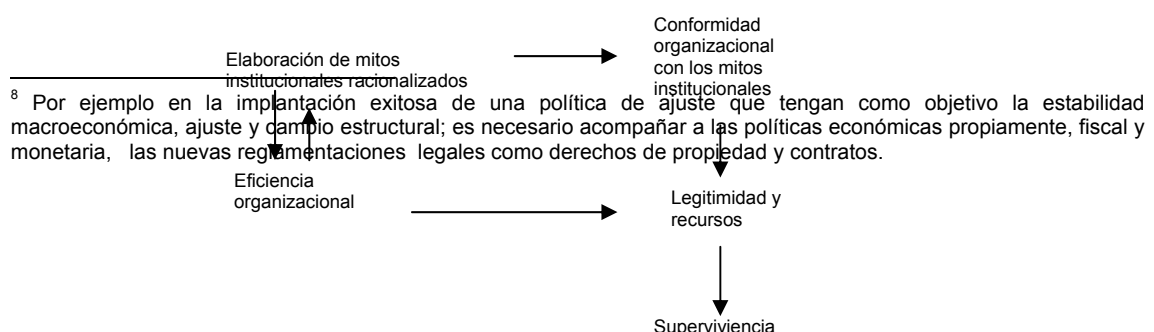 Elaboración de mitos
institucionales racionalizados
Conformidad
organizacional
con los mitos
institucionales
8 Por ejemplo en la implantación exitosa de una política de ajuste que tengan como objetivo la estabilidad
macroeconómica, ajuste y cambio estructural; es necesario acompañar a las políticas económicas propiamente, fiscal y
monetaria, las nuevas reglamentaciones legales como derechos de propiedad y contratos.
Eficiencia
organizacional
Legitimidad y
recursos
Superviviencia